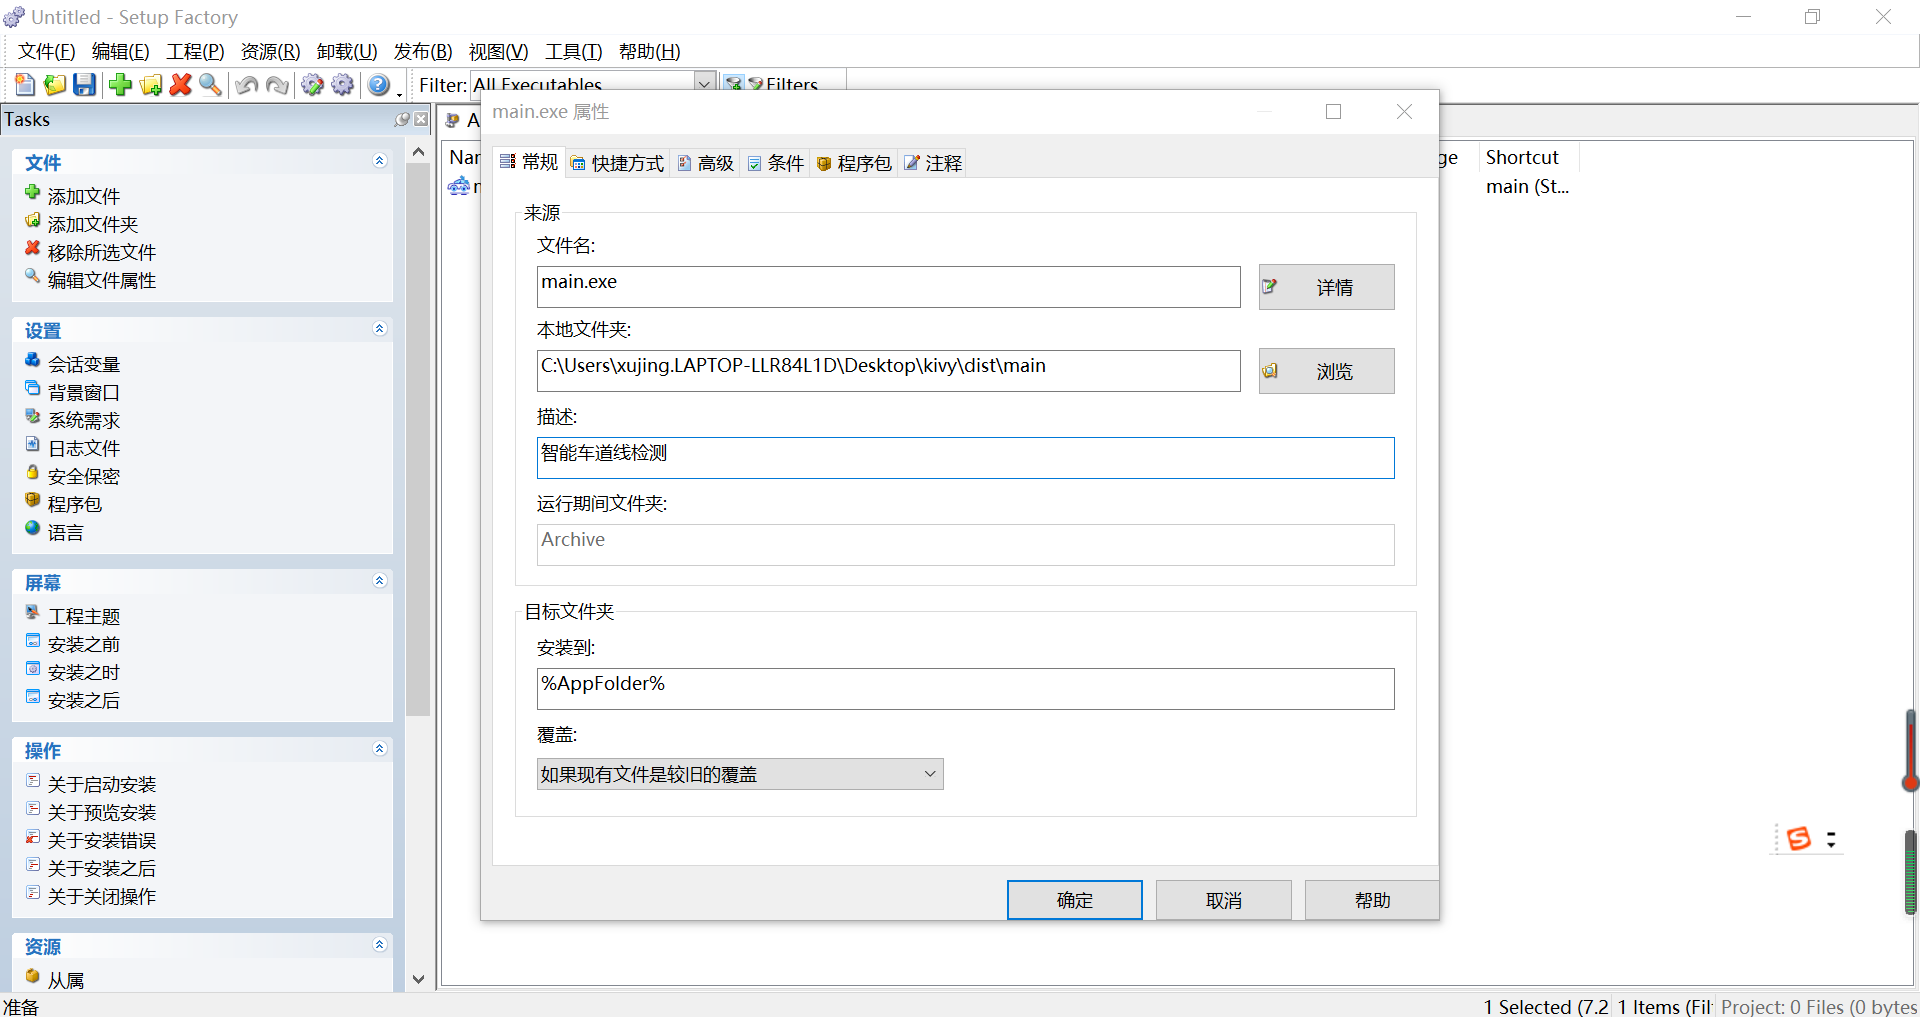 Untitled - Setup Factory
文件(F) 编辑(E) 工程(P) 资源(R) 卸载(U) 发布(B) 视图(V) 工具(T) 帮助(H)
Filter: All Executables Filters
Tasks
文件
添加文件
添加文件夹
移除所选文件
编辑文件属性
设置
会话变量
背景窗口
系统需求
日志文件
安全保密
程序包
语言
屏幕
工程主题
安装之前
安装之时
安装之后
操作
关于启动安装
关于预览安装
关于安装错误
关于安装之后
关于关闭操作
资源
从属
main.exe 属性
常规 快捷方式 高级 条件 程序包 注释
来源
文件名:
main.exe
详情
本地文件夹:
C:\Users\xujing.LAPTOP-LLR84L1D\Desktop\kivy\dist\main
浏览
描述:
智能车道线检测
运行期间文件夹:
Archive
目标文件夹
安装到:
%AppFolder%
覆盖:
如果现有文件是较旧的覆盖
确定 取消 帮助
Shortcut
main (St...
准备
1 Selected (7.2 1 Items (Fil Project: 0 Files (0 bytes